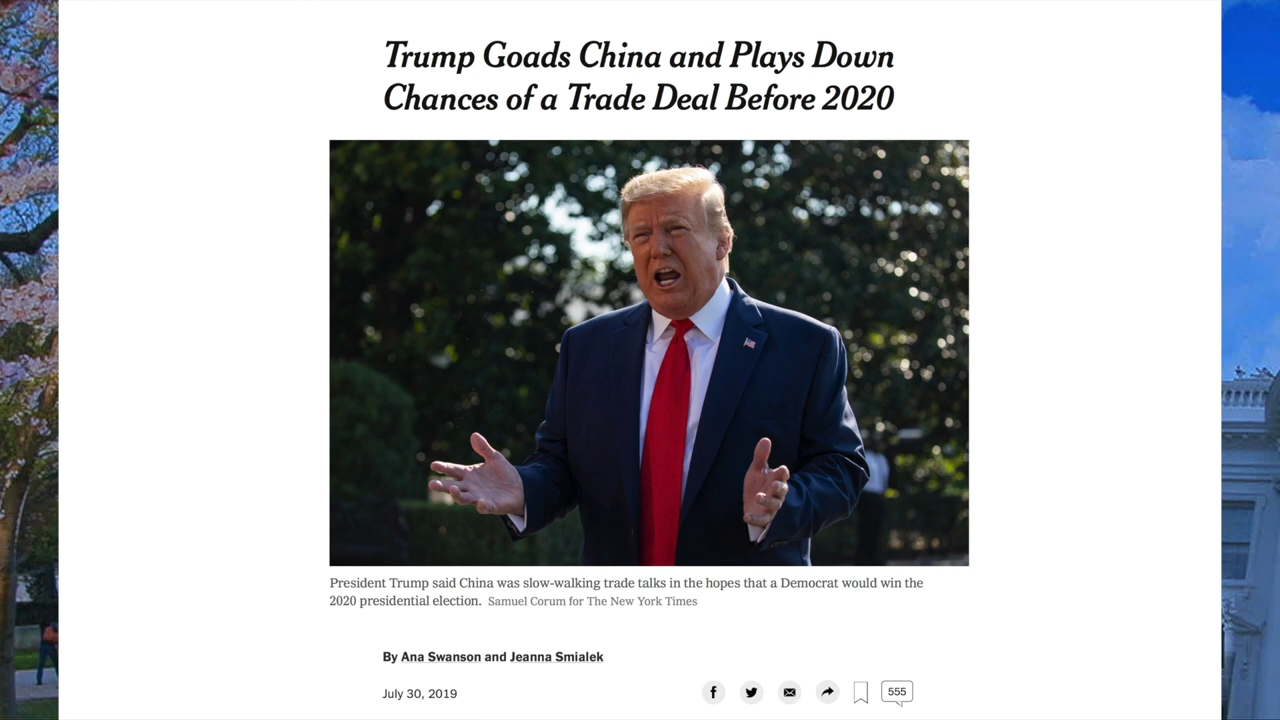 Trump Goads China and Plays Down
Chances of a Trade Deal Before 2020
President Trump said China was slow-walking trade talks in the hopes that a Democrat would win the
2020 presidential election. Samuel Corum for The New York Times
By Ana Swanson and Jeanna Smialek
July 30, 2019
555